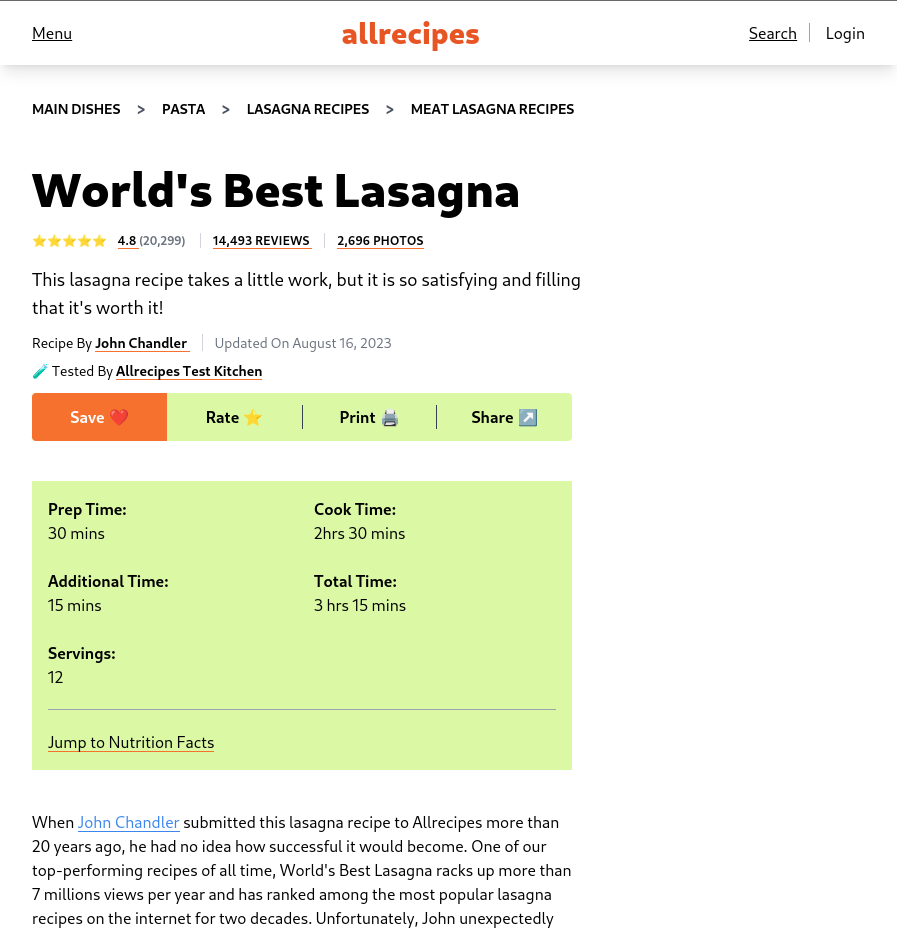 Menu
allrecipes
Search
Login
MAIN DISHES > PASTA > LASAGNA RECIPES > MEAT LASAGNA RECIPES
World's Best Lasagna
⭐⭐⭐⭐⭐ 4.8 (20,299) 14,493 REVIEWS 2,696 PHOTOS
This lasagna recipe takes a little work, but it is so satisfying and filling
that it's worth it!
Recipe By John Chandler Updated On August 16, 2023
🧪 Tested By Allrecipes Test Kitchen
Save ❤️ Rate ⭐ Print 🖨️ Share ↗️
Prep Time:
30 mins
Cook Time:
2hrs 30 mins
Additional Time:
15 mins
Total Time:
3 hrs 15 mins
Servings:
12
Jump to Nutrition Facts
When John Chandler submitted this lasagna recipe to Allrecipes more than
20 years ago, he had no idea how successful it would become. One of our
top-performing recipes of all time, World's Best Lasagna racks up more than
7 millions views per year and has ranked among the most popular lasagna
recipes on the internet for two decades. Unfortunately, John unexpectedly